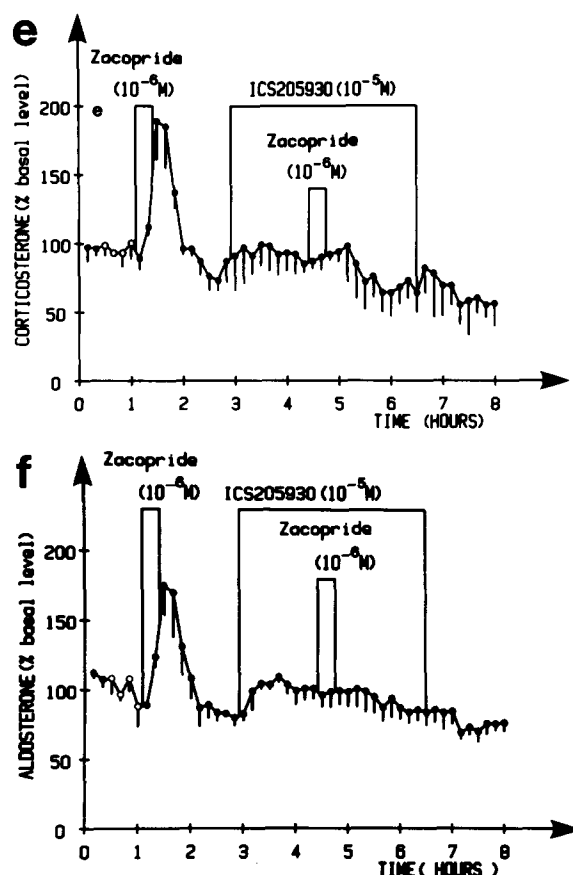 e
Zacopride
(10⁻⁶M)
ICS205930(10⁻⁵M)
e
Zacopride
(10⁻⁶M)
200
150
100
50
0
CORTICOSTERONE(% basal level)
0 1 2 3 4 5 6 7 8
TIME (HOURS)
f
Zacopride
(10⁻⁶M)
ICS205930(10⁻⁵M)
Zacopride
(10⁻⁶M)
200
150
100
50
0
ALDOSTERONE(% basal level)
0 1 2 3 4 5 6 7 8
TIME( HOURS)